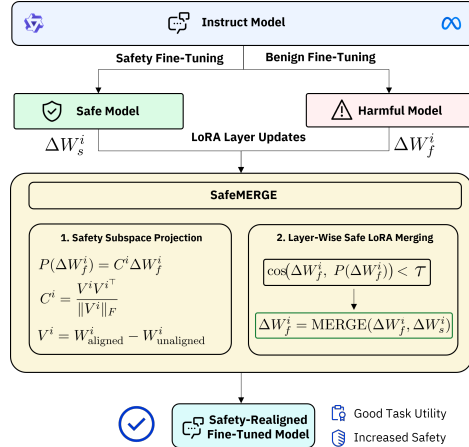 Instruct Model
Safety Fine-Tuning
Benign Fine-Tuning
Safe Model
Harmful Model
LoRA Layer Updates
ΔW_s^i
ΔW_f^i
SafeMERGE
1. Safety Subspace Projection
P(ΔW_f^i) = C^i ΔW_f^i
C^i = V^i V^{i⊤} / ‖V^i‖_F
V^i = W_aligned^i − W_unaligned^i
2. Layer-Wise Safe LoRA Merging
cos(ΔW_f^i, P(ΔW_f^i)) < τ
ΔW_f^i = MERGE(ΔW_f^i, ΔW_s^i)
Safety-Realigned
Fine-Tuned Model
Good Task Utility
Increased Safety